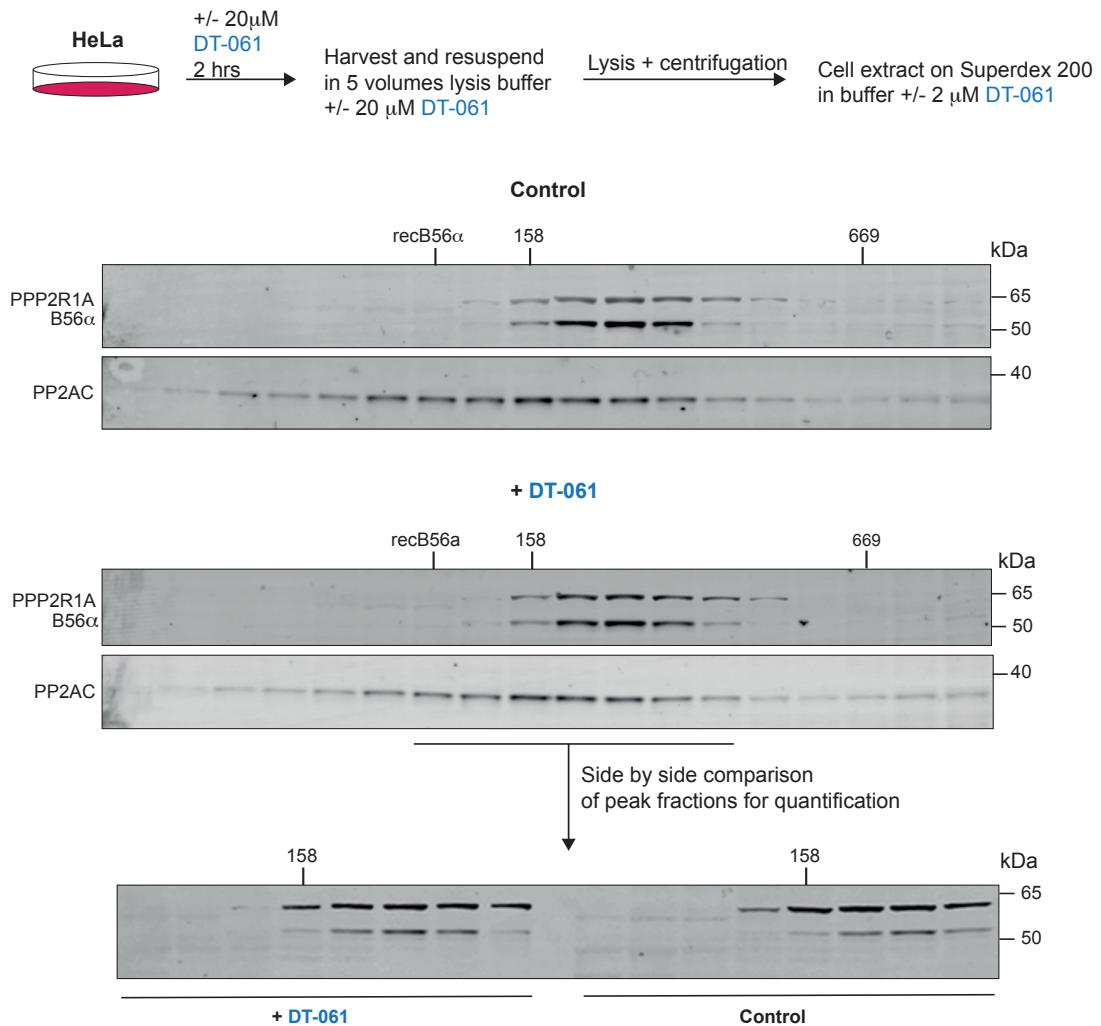 HeLa
+/- 20μM
DT-061
2 hrs
Harvest and resuspend
in 5 volumes lysis buffer
+/- 20 μM DT-061
Lysis + centrifugation
Cell extract on Superdex 200
in buffer +/- 2 μM DT-061
Control
recB56α 158 669 kDa
PPP2R1A 65
B56α 50
40
PP2AC
+ DT-061
recB56a 158 669 kDa
PPP2R1A 65
B56α 50
40
PP2AC
Side by side comparison
of peak fractions for quantification
158 158 kDa
65
50
+ DT-061 Control